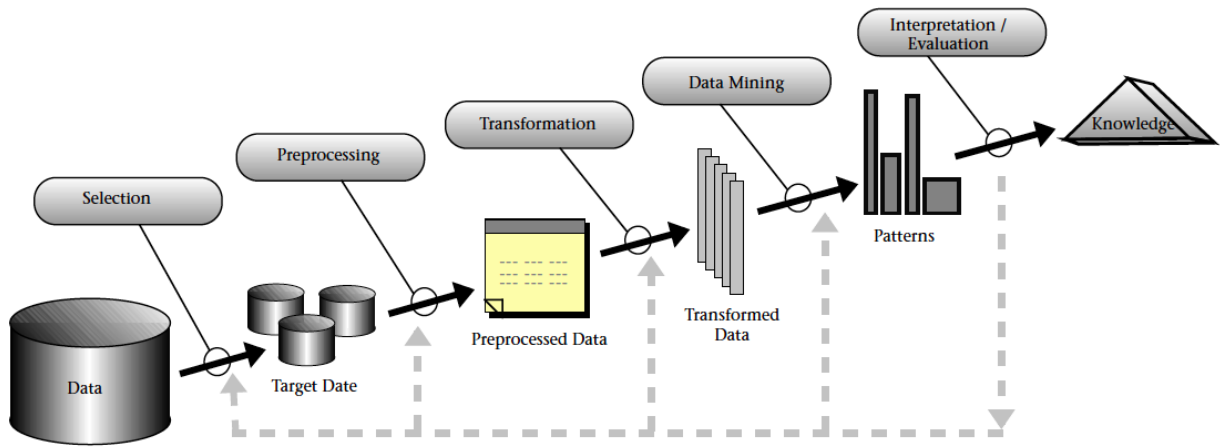 Interpretation /
Evaluation
Data Mining
Transformation
Preprocessing
Selection
Knowledge
Patterns
Transformed
Data
Preprocessed Data
Target Date
Data